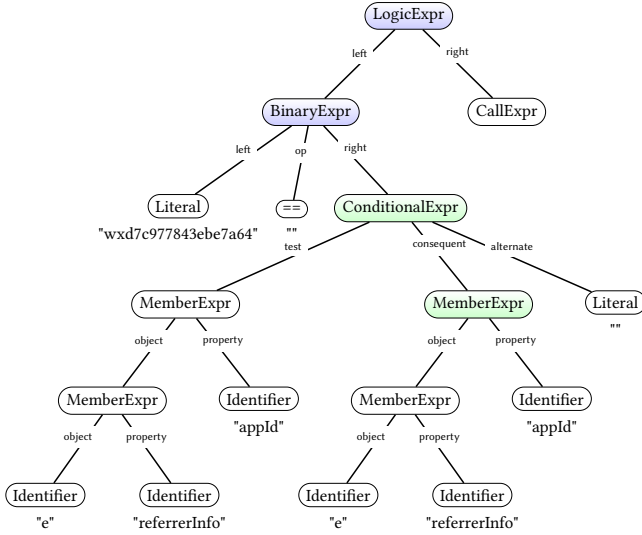 LogicExpr
left right
BinaryExpr CallExpr
left op right
Literal == ConditionalExpr
"wxd7c977843ebe7a64" ""
test consequent alternate
MemberExpr MemberExpr Literal
""
object property object property
MemberExpr Identifier MemberExpr Identifier
"appId" "appId"
object property object property
Identifier Identifier Identifier Identifier
"e" "referrerInfo" "e" "referrerInfo"